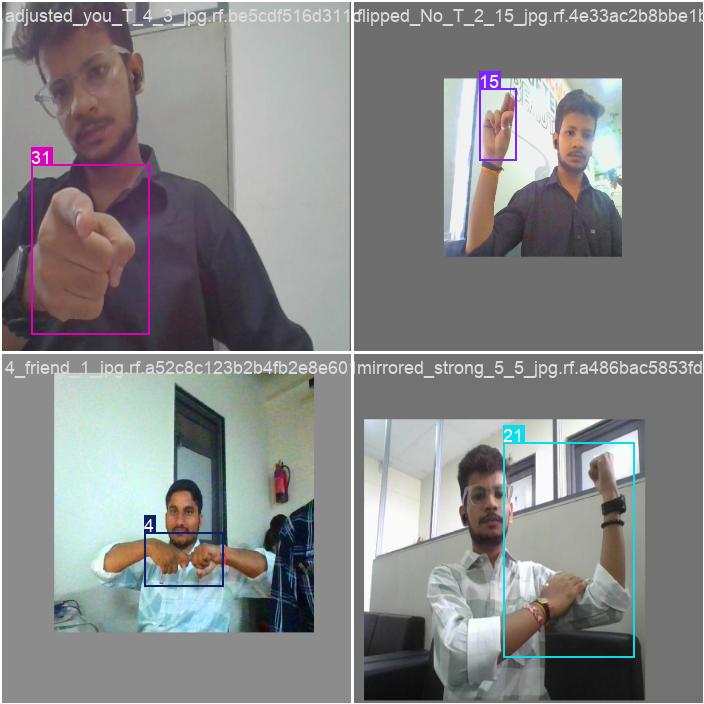 adjusted_you_T_4_3_jpg.rf.be5cdf516d311
flipped_No_T_2_15_jpg.rf.4e33ac2b8bbe1b
31
15
4_friend_1_jpg.rf.a52c8c123b2b4fb2e8e60
mirrored_strong_5_5_jpg.rf.a486bac5853fd
4
21